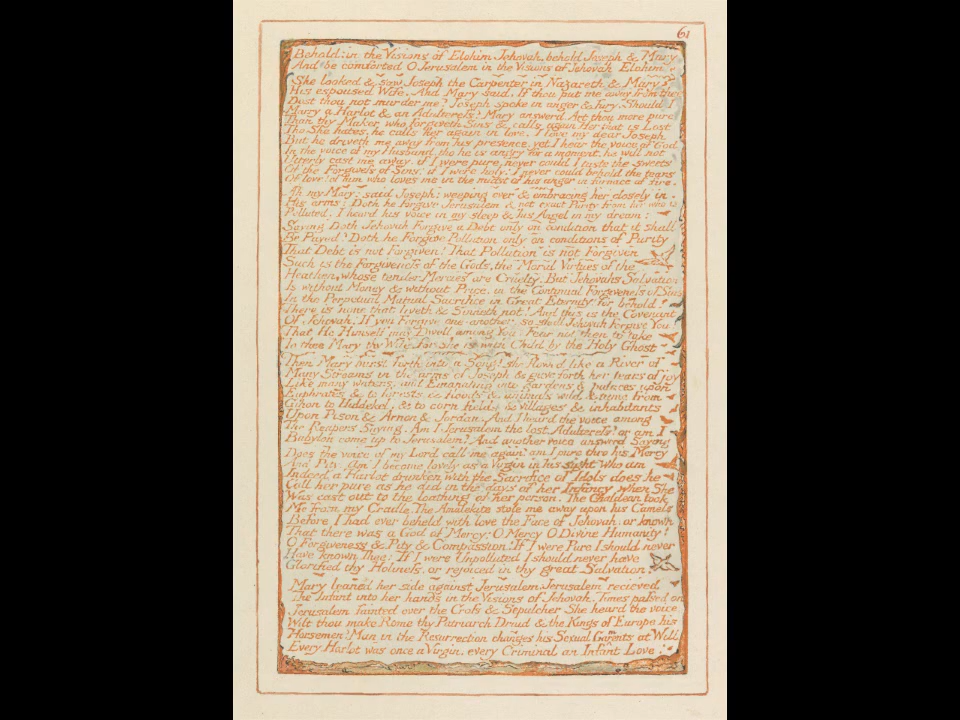 61
Behold: in the Visions of Elohim Jehovah, behold Joseph & Mary
And be comforted O Jerusalem in the Visions of Jehovah Elohim
She looked & saw Joseph the Carpenter in Nazareth & Mary
His espoused Wife. And Mary said, If thou put me away from thee
Dost thou not murder me? Joseph spoke in anger & fury. Should I
Marry a Harlot & an Adulteress? Mary answerd, Art thou more pure
Than thy Maker who forgiveth Sins & calls again Her that is Lost
Tho She hates, he calls her again in love. I love my dear Joseph
But he driveth me away from his presence. yet I hear the voice of God
In the voice of my Husband. tho he is angry for a moment, he will not
Utterly cast me away. if I were pure, never could I taste the sweets
Of the Forgivess of Sins! if I were holy! I never could behold the tears
Of love! of him who loves me in the midst of his anger in furnace of fire.
Ah my Mary: said Joseph: weeping over & embracing her closely in
His arms: Doth he forgive Jerusalem & not exact Purity from her who is
Polluted. I heard his voice in my sleep & his Angel in my dream:
Saying, Doth Jehovah Forgive a Debt only on condition that it shall
Be Payed? Doth he Forgive Pollution only on conditions of Purity
That Debt is not Forgiven! That Pollution is not Forgiven
Such is the Forgiveness of the Gods, the Moral Virtues of the
Heathen, whose tender Mercies are Cruelty. But Jehovahs Salvation
Is without Money & without Price, in the Continual Forgiveness of Sins
In the Perpetual Mutual Sacrifice in Great Eternity! for behold!
There is none that liveth & Sinneth not! And this is the Covenant
Of Jehovah: If you Forgive one-another, so shall Jehovah Forgive You:
That He Himself may Dwell among You. Fear not then to take
To thee Mary thy Wife, for she is with Child by the Holy Ghost
Then Mary burst forth into a Song! she flowed like a River of
Many Streams in the arms of Joseph & gave forth her tears of joy
Like many waters, and Emanating into gardens & palaces upon
Euphrates & to forests & floods & animals wild & tame from
Gihon to Hiddekel, & to corn fields & villages & inhabitants
Upon Pison & Arnon & Jordan. And I heard the voice among
The Reapers Saying, Am I Jerusalem the lost Adulteress? or am I
Babylon come up to Jerusalem? And another voice answerd Saying
Does the voice of my Lord call me again? am I pure thro his Mercy
And Pity. Am I become lovely as a Virgin in his sight who am
Indeed a Harlot drunken with the Sacrifice of Idols does he
Call her pure as he did in the days of her Infancy when She
Was cast out to the loathing of her person. The Chaldean took
Me from my Cradle. The Amalekite stole me away upon his Camels
Before I had ever beheld with love the Face of Jehovah; or known
That there was a God of Mercy: O Mercy O Divine Humanity!
O Forgiveness & Pity & Compassion! If I were Pure I should never
Have known Thee: If I were Unpolluted I should never have
Glorified thy Holiness, or rejoiced in thy great Salvation:
Mary leaned her side against Jerusalem, Jerusalem recieved
The Infant into her hands in the Visions of Jehovah. Times passed on
Jerusalem fainted over the Cross & Sepulcher She heard the voice
Wilt thou make Rome thy Patriarch Druid & the Kings of Europe his
Horsemen? Man in the Resurrection changes his Sexual Garments at Will
Every Harlot was once a Virgin: every Criminal an Infant Love: